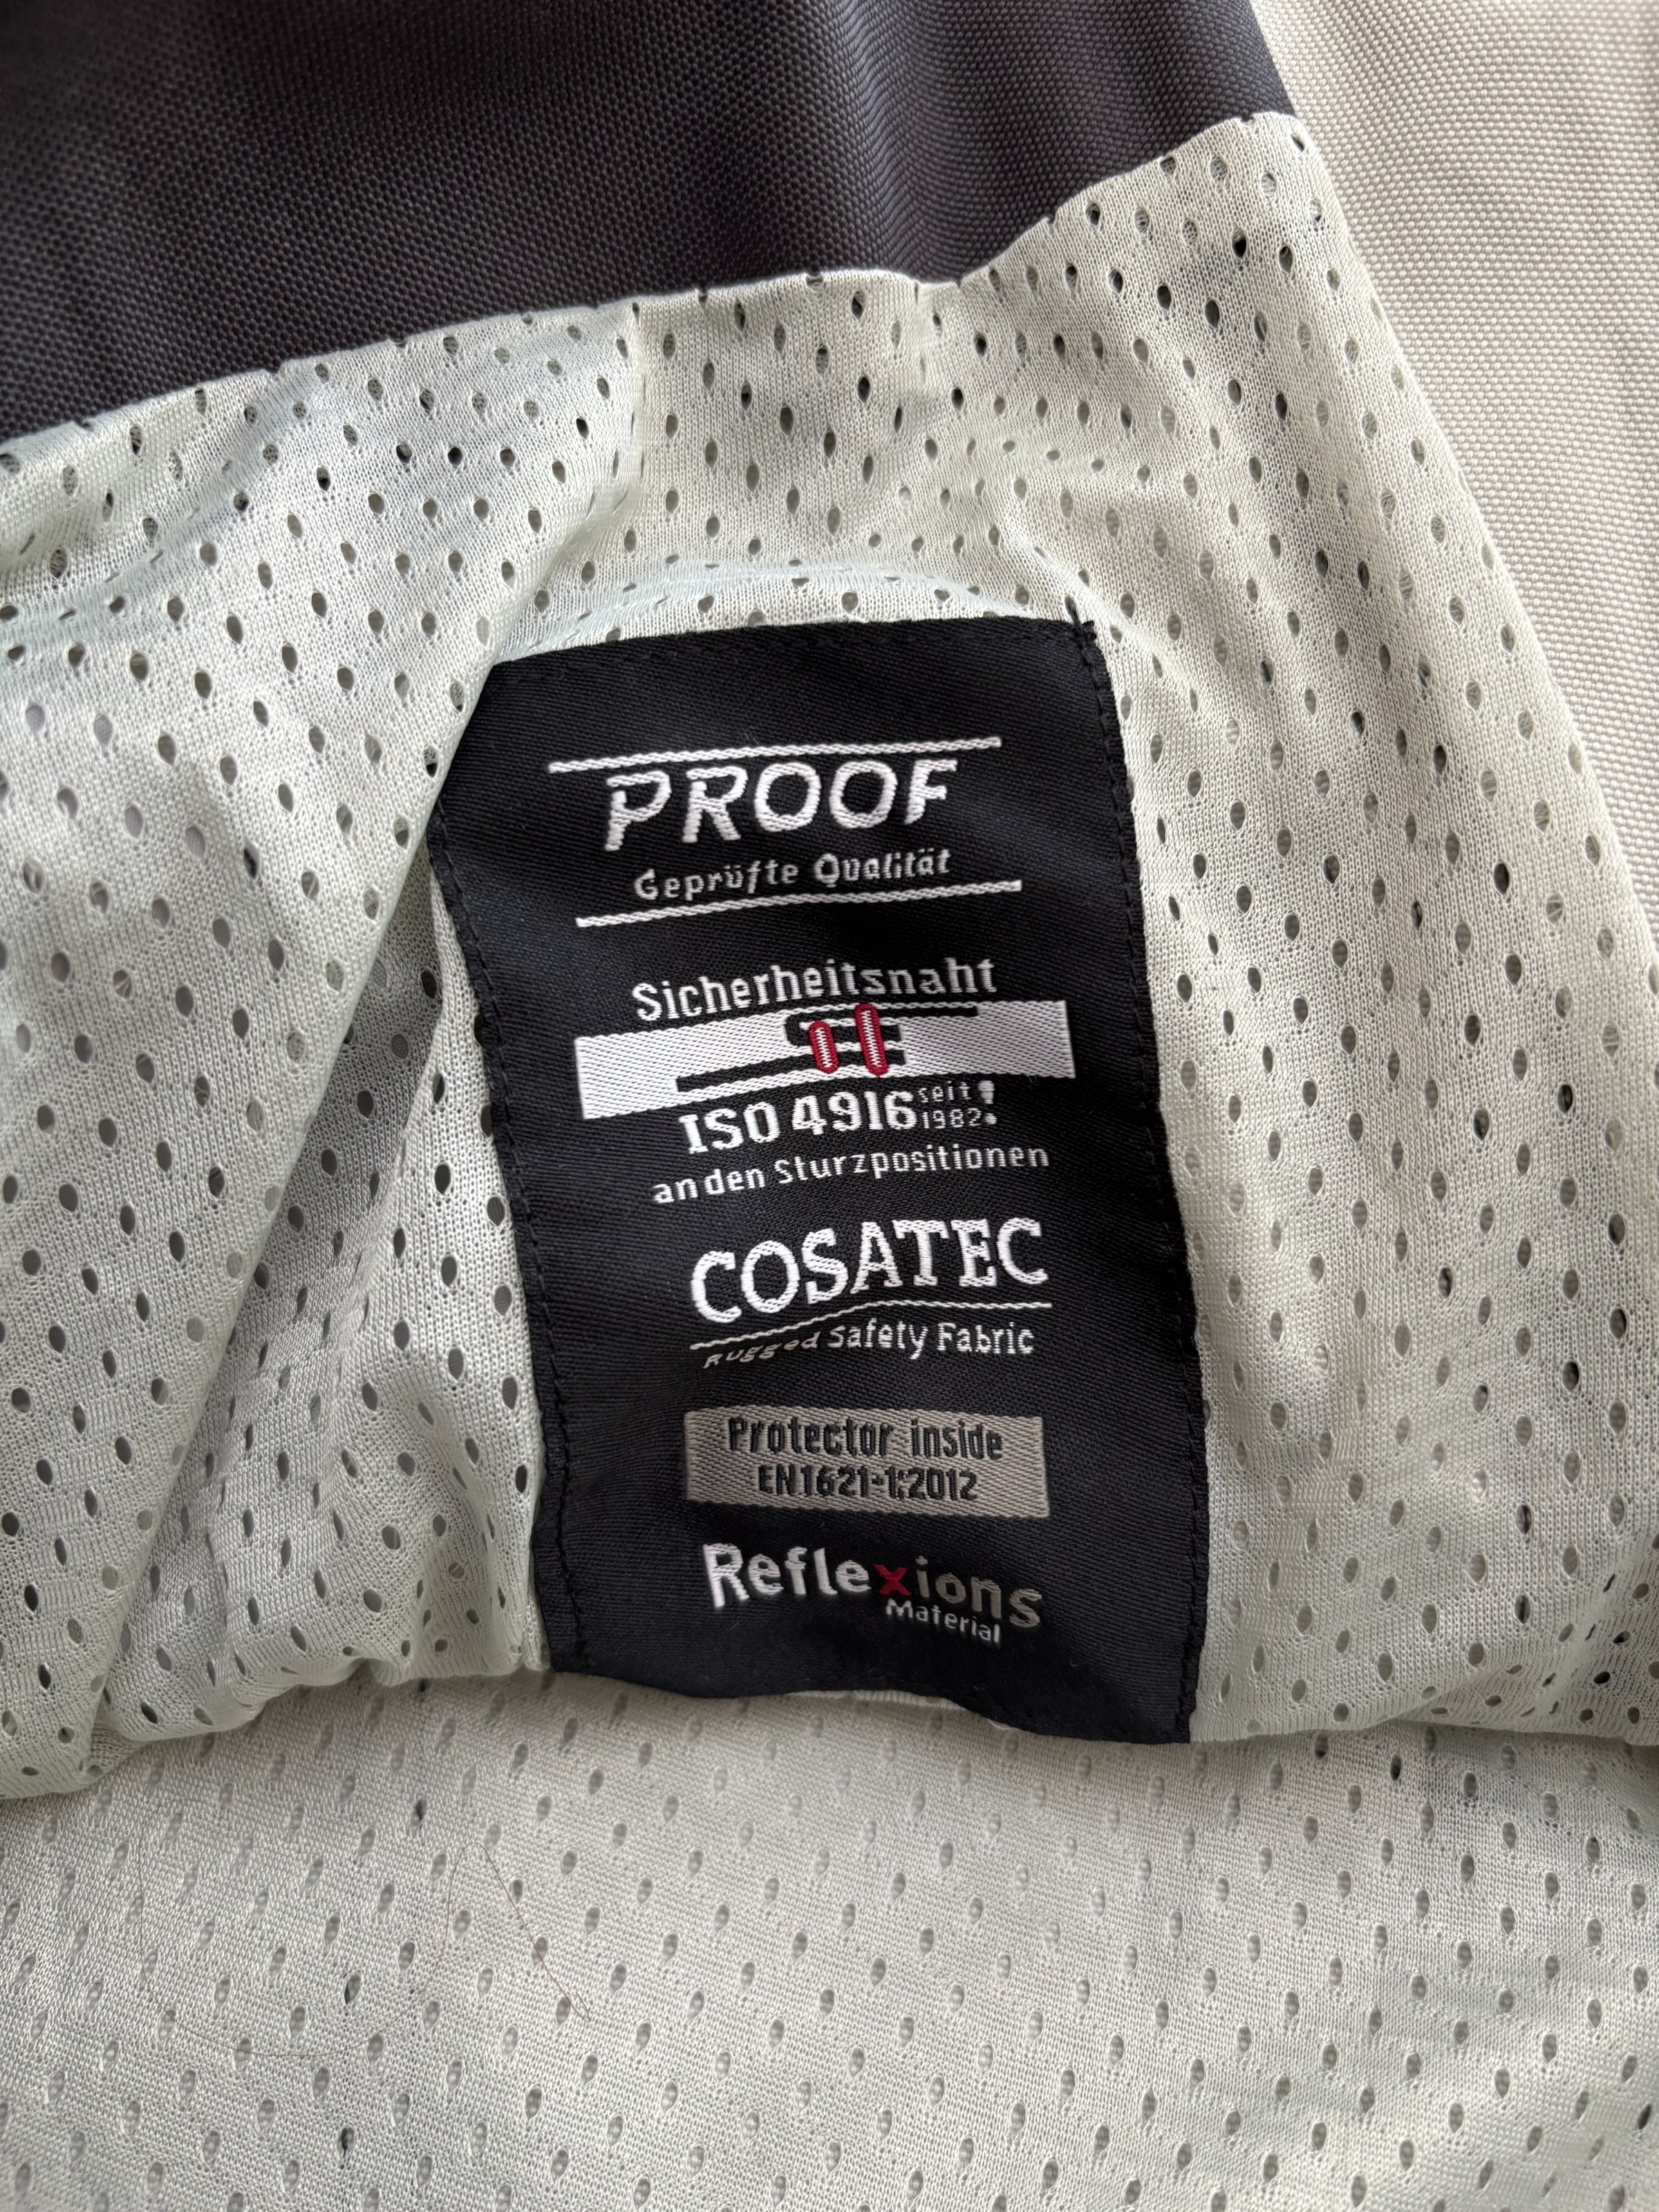 PROOF
Geprüfte Qualität
Sicherheitsnaht
ISO 4916 seit 1982!
an den Sturzpositionen
COSATEC
Rugged Safety Fabric
Protector inside
EN1621-1:2012
Reflexions
Material